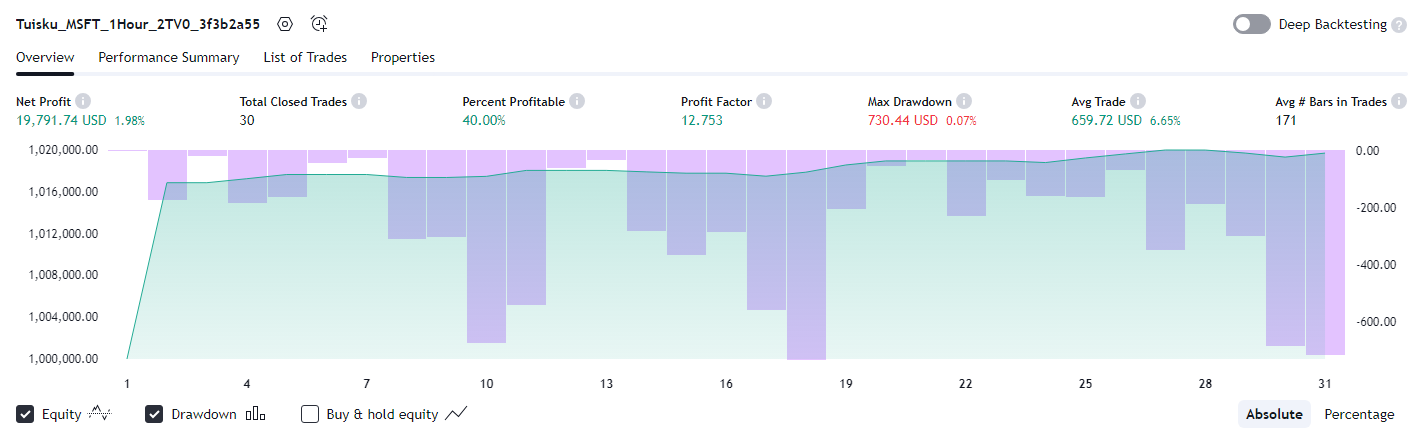 Tuisku_MSFT_1Hour_2TV0_3f3b2a55 Deep Backtesting ?
Overview Performance Summary List of Trades Properties
Net Profit i Total Closed Trades i Percent Profitable i Profit Factor i Max Drawdown i Avg Trade i Avg # Bars in Trades i
19,791.74 USD 1.98% 30 40.00% 12.753 730.44 USD 0.07% 659.72 USD 6.65% 171
1,020,000.00 0.00
1,016,000.00
-200.00
1,012,000.00
-400.00
1,008,000.00
1,004,000.00 -600.00
1,000,000.00
1 4 7 10 13 16 19 22 25 28 31
Equity Drawdown Buy & hold equity Absolute Percentage